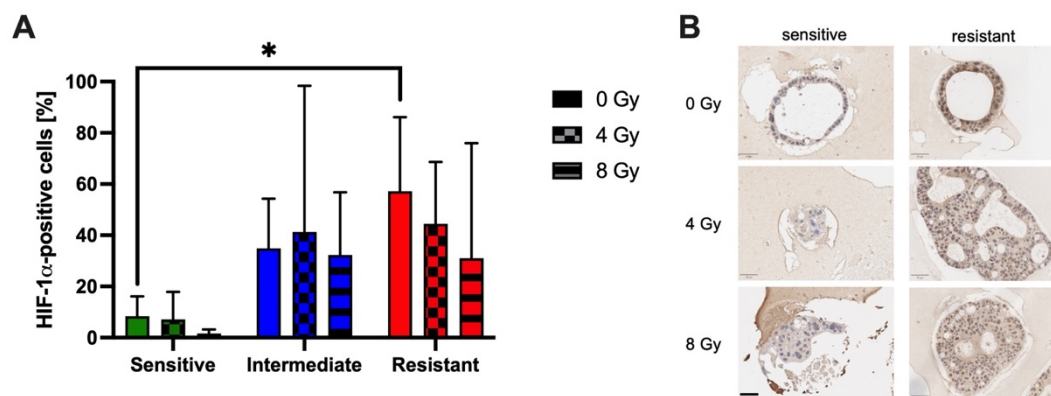 A
*
HIF-1α-positive cells [%]
100
80
60
40
20
0
Sensitive Intermediate Resistant
0 Gy
4 Gy
8 Gy
B
sensitive resistant
0 Gy
4 Gy
8 Gy